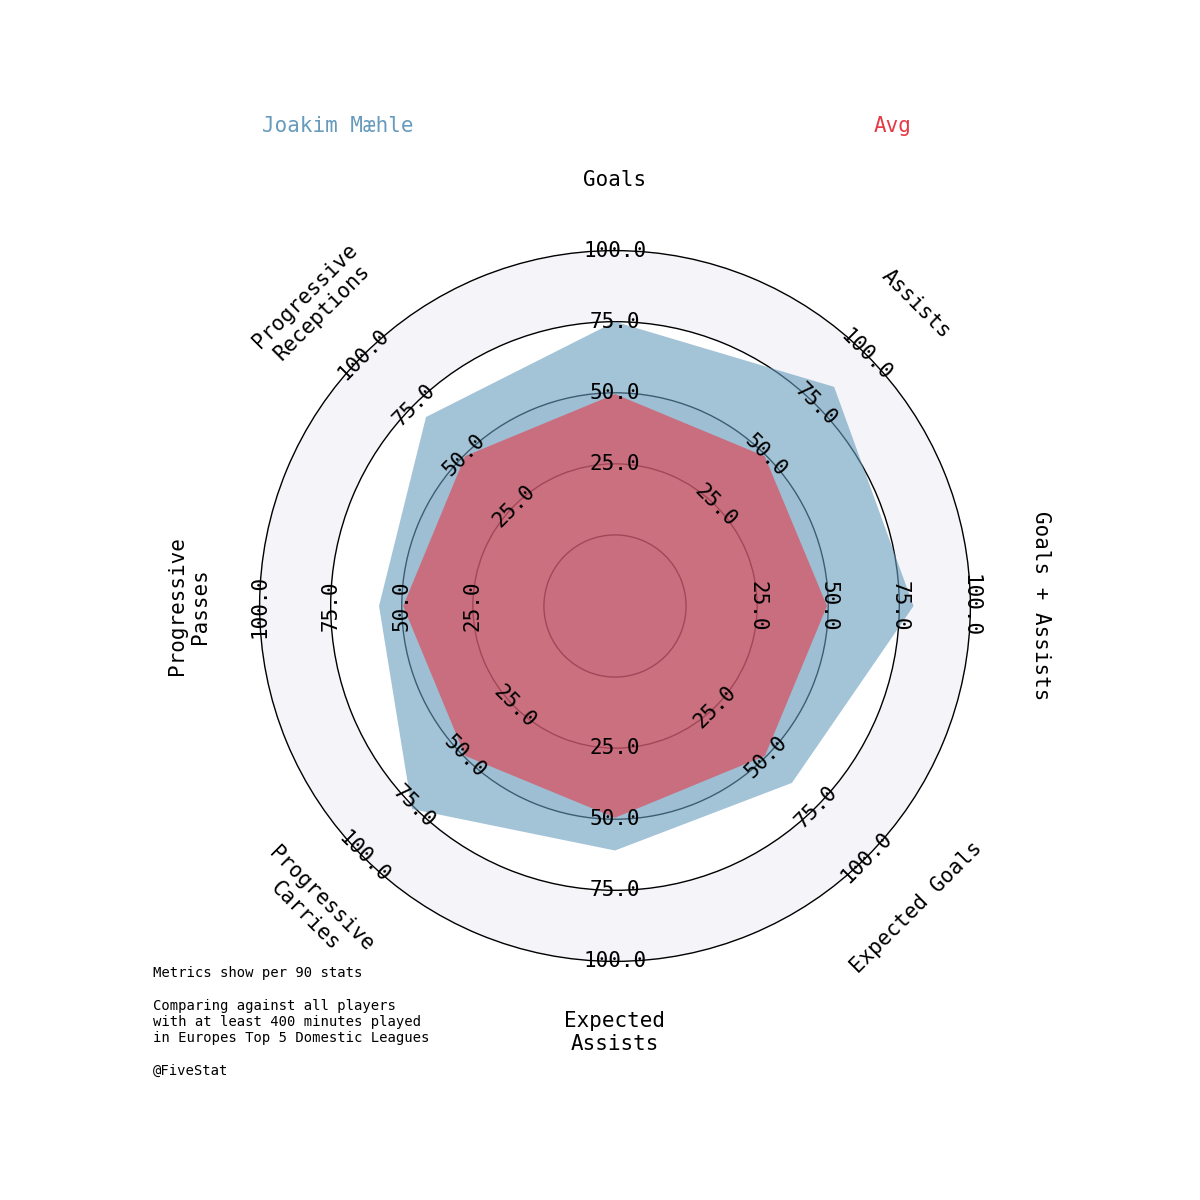 Joakim Mæhle
Avg
Goals
Assists
Goals + Assists
Expected Goals
Expected
Assists
Progressive
Carries
Progressive
Passes
Progressive
Receptions
100.0
75.0
50.0
25.0
100.0
75.0
50.0
25.0
25.0
50.0
75.0
100.0
25.0
50.0
75.0
100.0
25.0
50.0
75.0
100.0
25.0
50.0
75.0
100.0
100.0
75.0
50.0
25.0
100.0
75.0
50.0
25.0
Metrics show per 90 stats
Comparing against all players
with at least 400 minutes played
in Europes Top 5 Domestic Leagues
@FiveStat